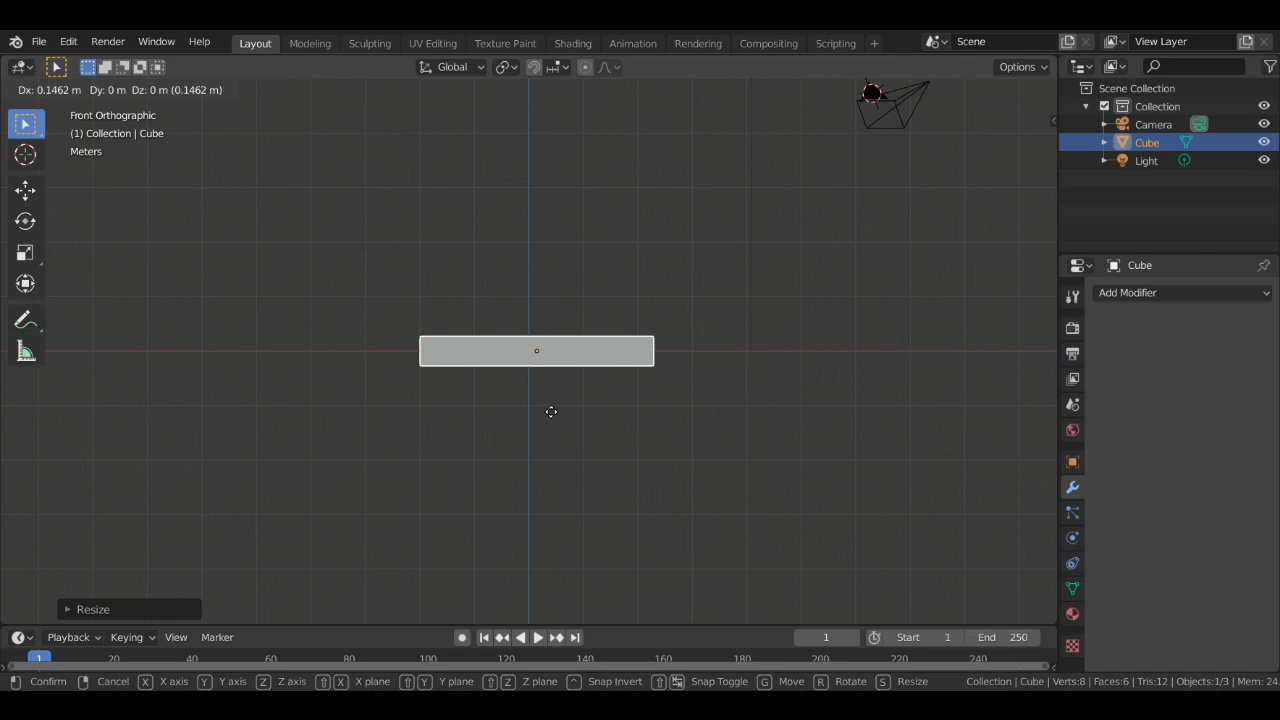 File Edit Render Window Help Layout Modeling Sculpting UV Editing Texture Paint Shading Animation Rendering Compositing Scripting + Scene View Layer
Global Options
Dx: 0.1462 m Dy: 0 m Dz: 0 m (0.1462 m)
Front Orthographic
(1) Collection | Cube
Meters
Scene Collection
Collection
Camera
Cube
Light
Cube
Add Modifier
Resize
Playback Keying View Marker 1 Start 1 End 250
1 20 40 60 80 100 120 140 160 180 200 220 240
Confirm Cancel X X axis Y Y axis Z Z axis X X plane Y Y plane Z Z plane ^ Snap Invert Snap Toggle G Move R Rotate S Resize Collection | Cube | Verts:8 | Faces:6 | Tris:12 | Objects:1/3 | Mem: 24.